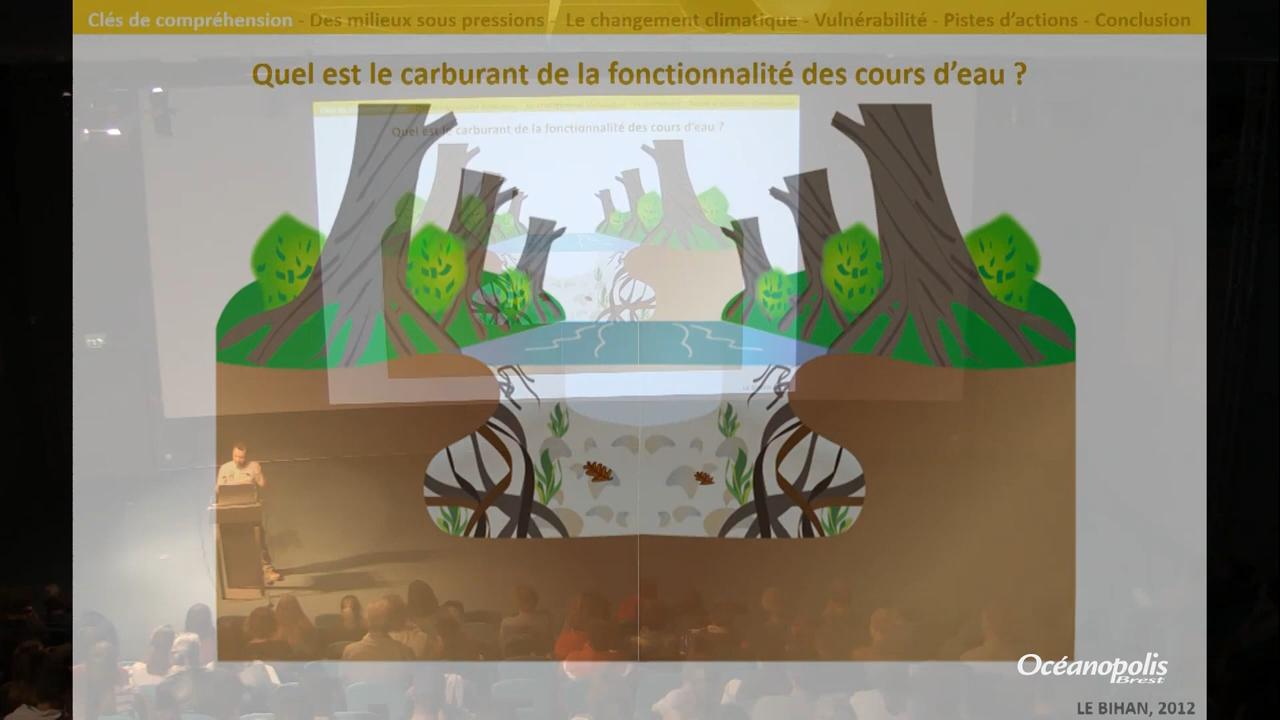 Clés de compréhension - Des milieux sous pressions - Le changement climatique - Vulnérabilité - Pistes d'actions - Conclusion
Quel est le carburant de la fonctionnalité des cours d'eau ?
Quel est le carburant de la fonctionnalité des cours d'eau ?
Océanopolis
Brest
LE BIHAN, 2012